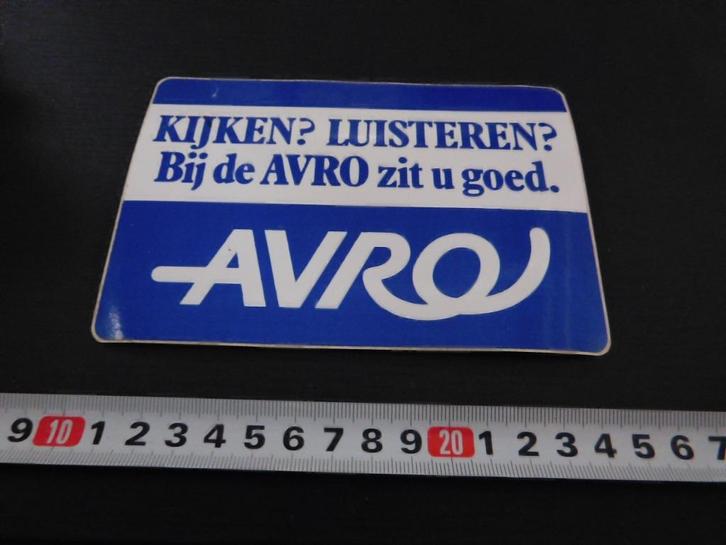 KIJKEN? LUISTEREN?
Bij de AVRO zit u goed.
AVRO
9 10 1 2 3 4 5 6 7 8 9 20 1 2 3 4 5 6 7